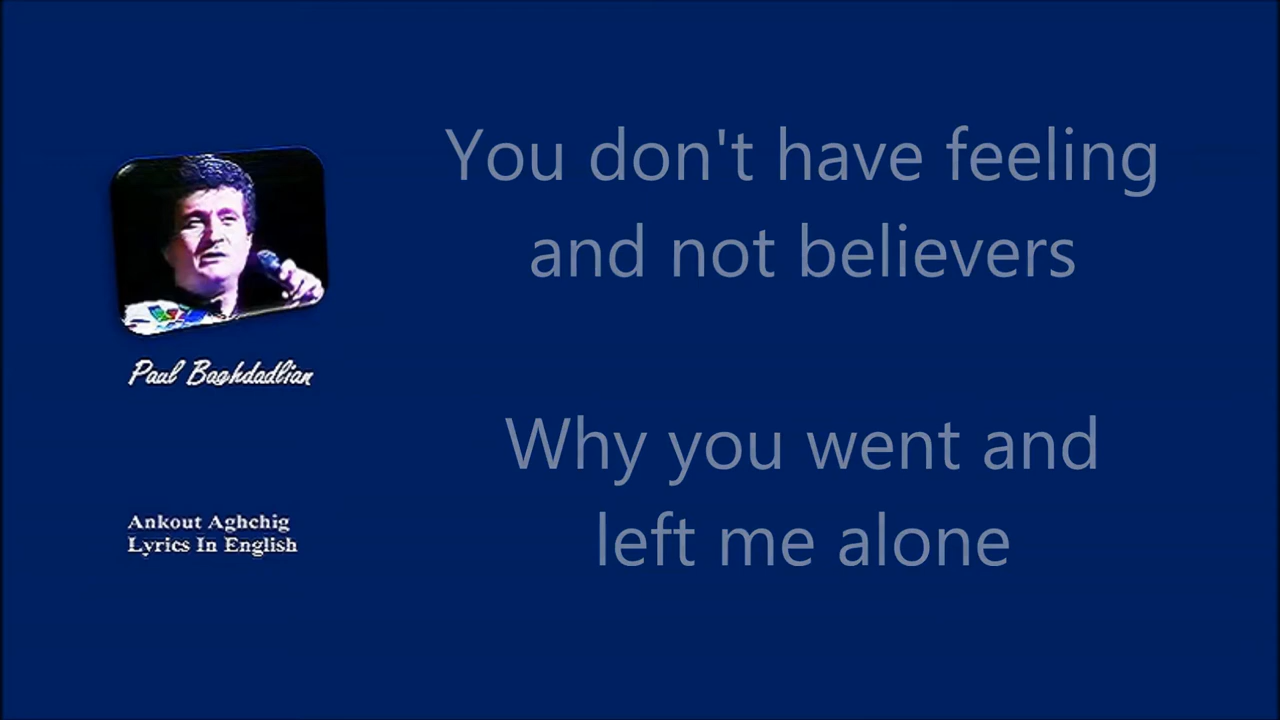 You don't have feeling
and not believers
Why you went and
left me alone
Paul Baghdadlian
Ankout Aghchig
Lyrics In English